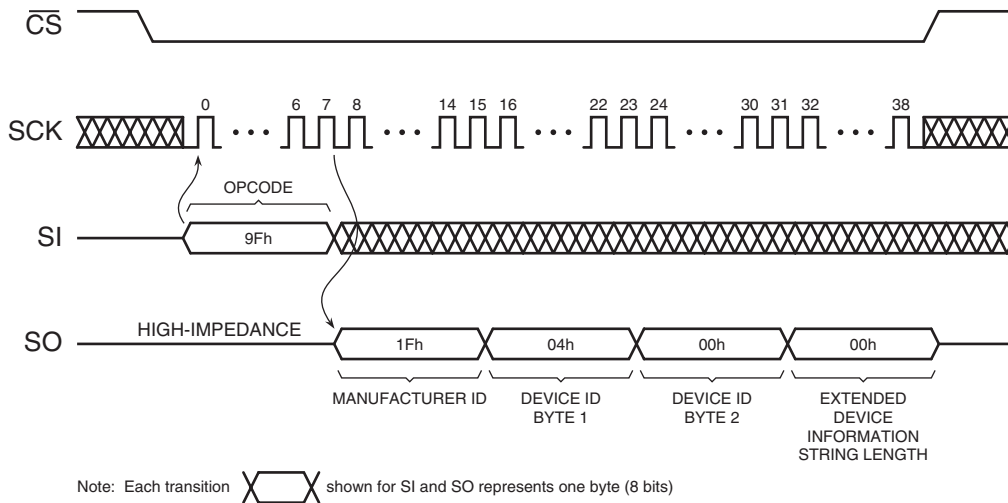 CS
SCK
0 6 7 8 14 15 16 22 23 24 30 31 32 38
OPCODE
SI
9Fh
HIGH-IMPEDANCE
SO
1Fh 04h 00h 00h
MANUFACTURER ID
DEVICE ID
BYTE 1
DEVICE ID
BYTE 2
EXTENDED
DEVICE
INFORMATION
STRING LENGTH
Note: Each transition shown for SI and SO represents one byte (8 bits)